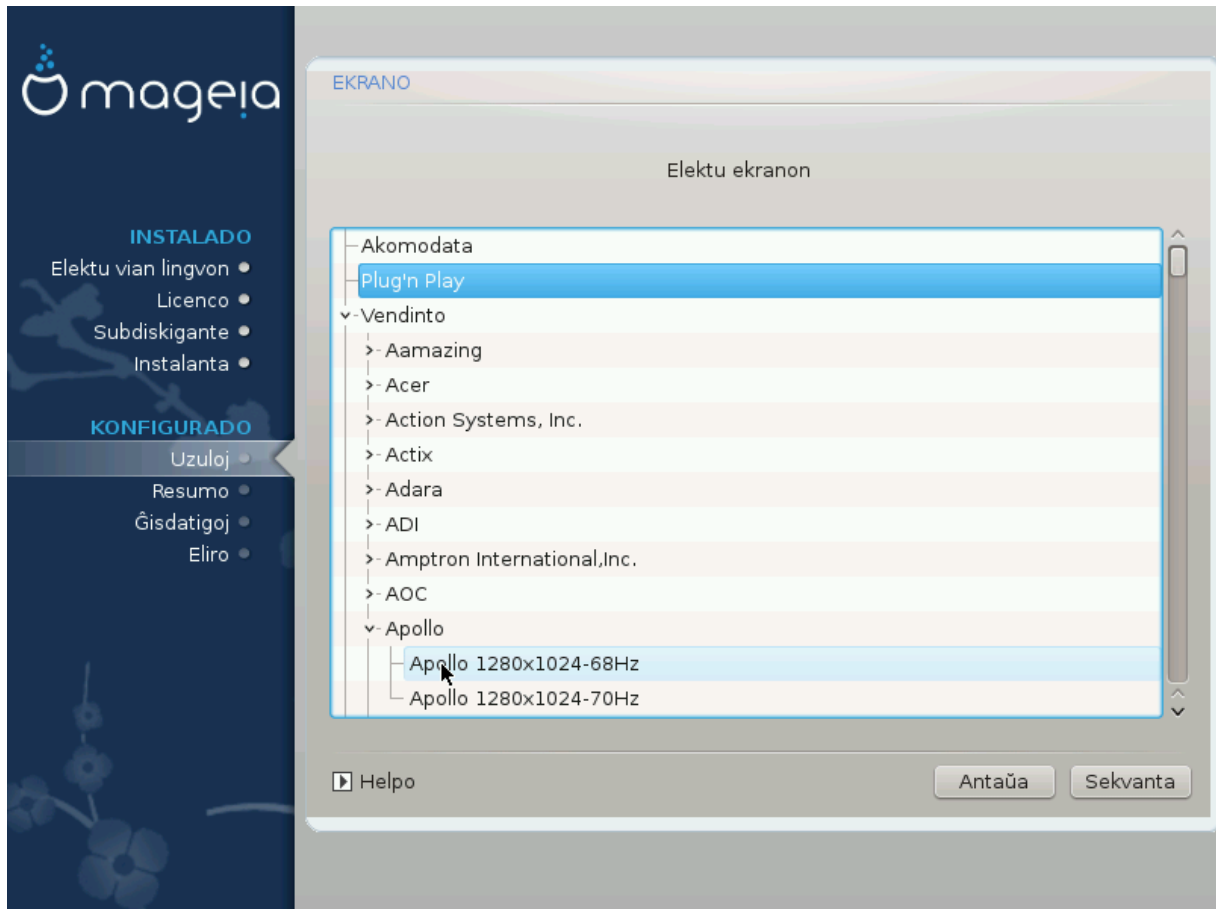 mageia
INSTALADO
Elektu vian lingvon
Licenco
Subdiskigante
Instalanta
KONFIGURADO
Uzuloj
Resumo
Ĝisdatigoj
Eliro
EKRANO
Elektu ekranon
Akomodata
Plug'n Play
Vendinto
Aamazing
Acer
Action Systems, Inc.
Actix
Adara
ADI
Amptron International,Inc.
AOC
Apollo
Apollo 1280x1024-68Hz
Apollo 1280x1024-70Hz
Helpo
Antaŭa
Sekvanta